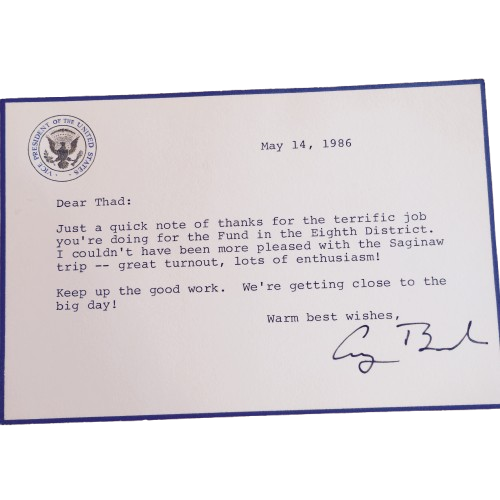 VICE PRESIDENT OF THE UNITED STATES
May 14, 1986
Dear Thad:
Just a quick note of thanks for the terrific job
you're doing for the Fund in the Eighth District.
I couldn't have been more pleased with the Saginaw
trip -- great turnout, lots of enthusiasm!
Keep up the good work.  We're getting close to the
big day!
Warm best wishes,